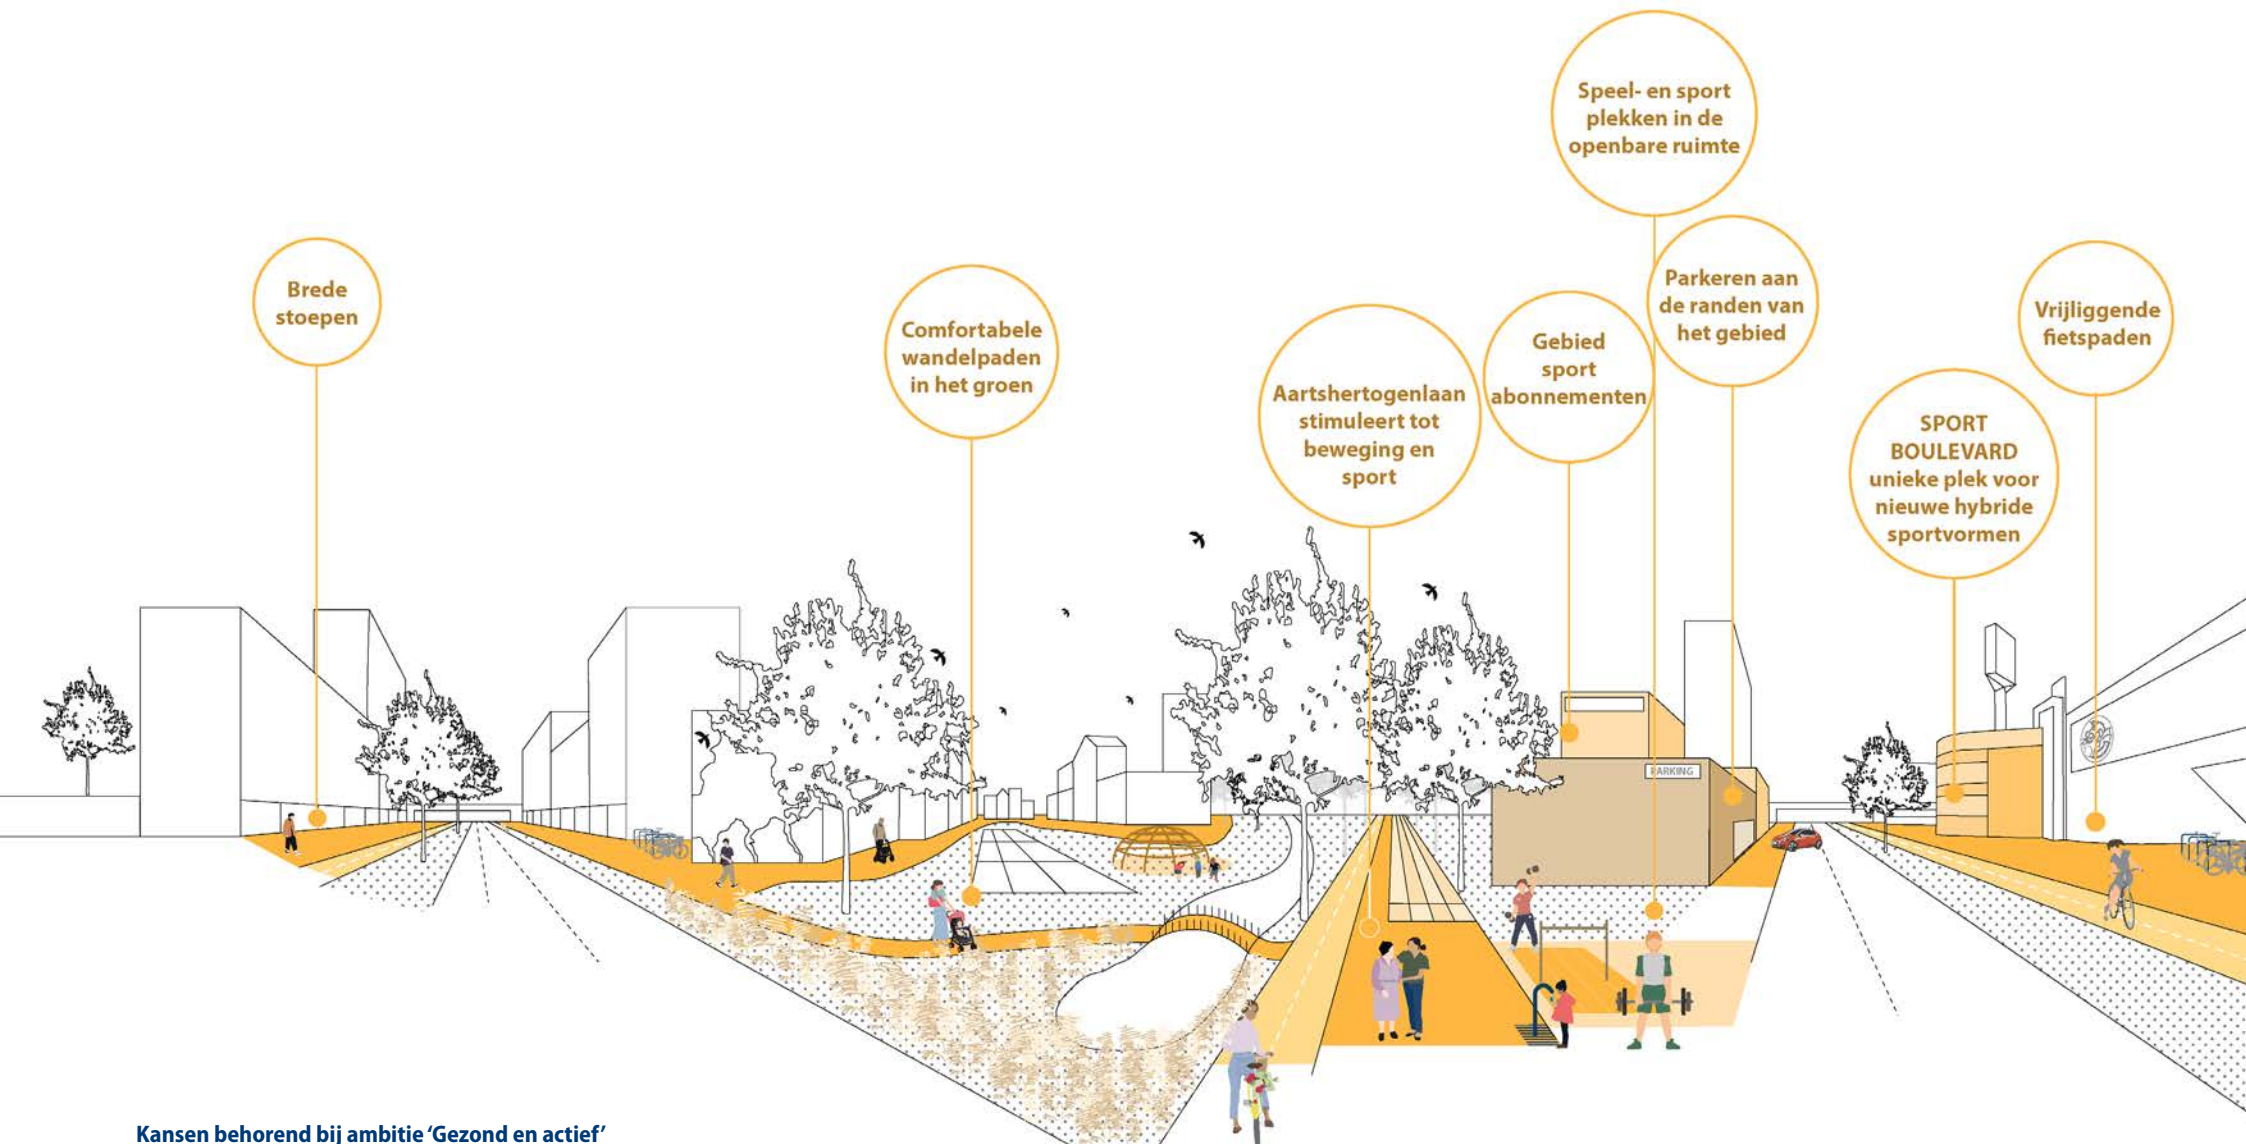 Brede
stoepen
Comfortabele
wandelpaden
in het groen
Aartshertogenlaan
stimuleert tot
beweging en
sport
Gebied
sport
abonnementen
Speel- en sport
plekken in de
openbare ruimte
Parkeren aan
de randen van
het gebied
SPORT
BOULEVARD
unieke plek voor
nieuwe hybride
sportvormen
Vrijliggende
fietspaden
PARKING
Kansen behorend bij ambitie ‘Gezond en actief’